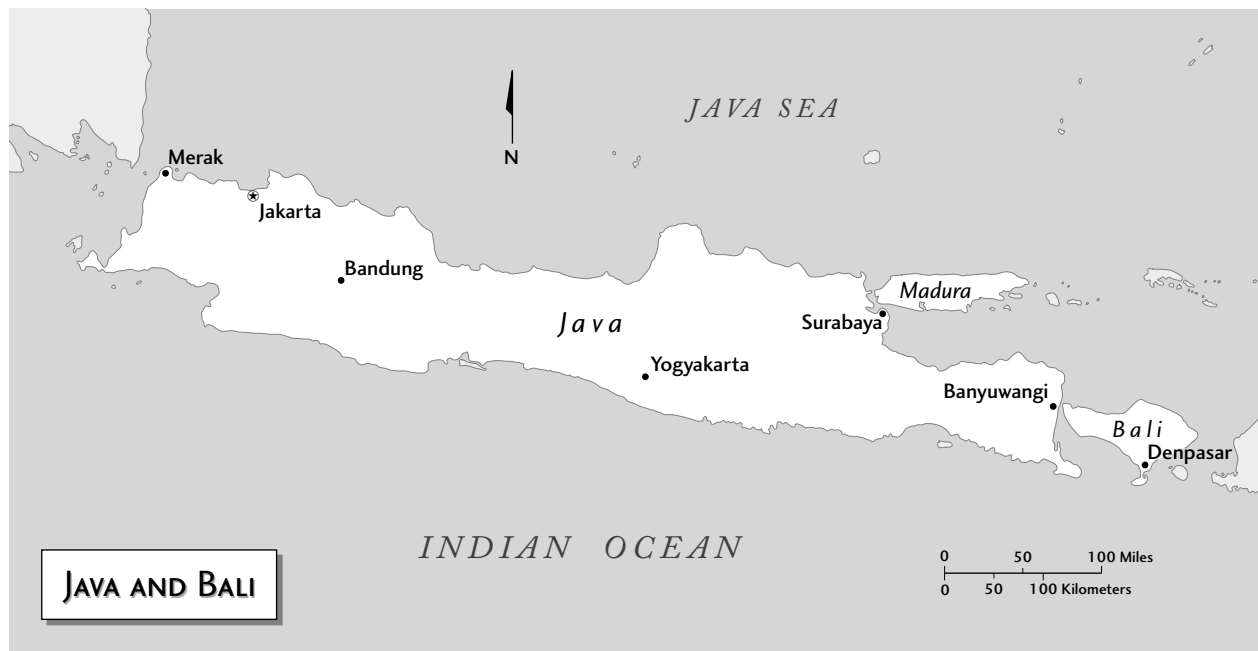 JAVA SEA
N
Merak
Jakarta
Bandung
Madura
Java
Surabaya
Yogyakarta
Banyuwangi
Bali
Denpasar
INDIAN OCEAN
0 50 100 Miles
0 50 100 Kilometers
JAVA AND BALI